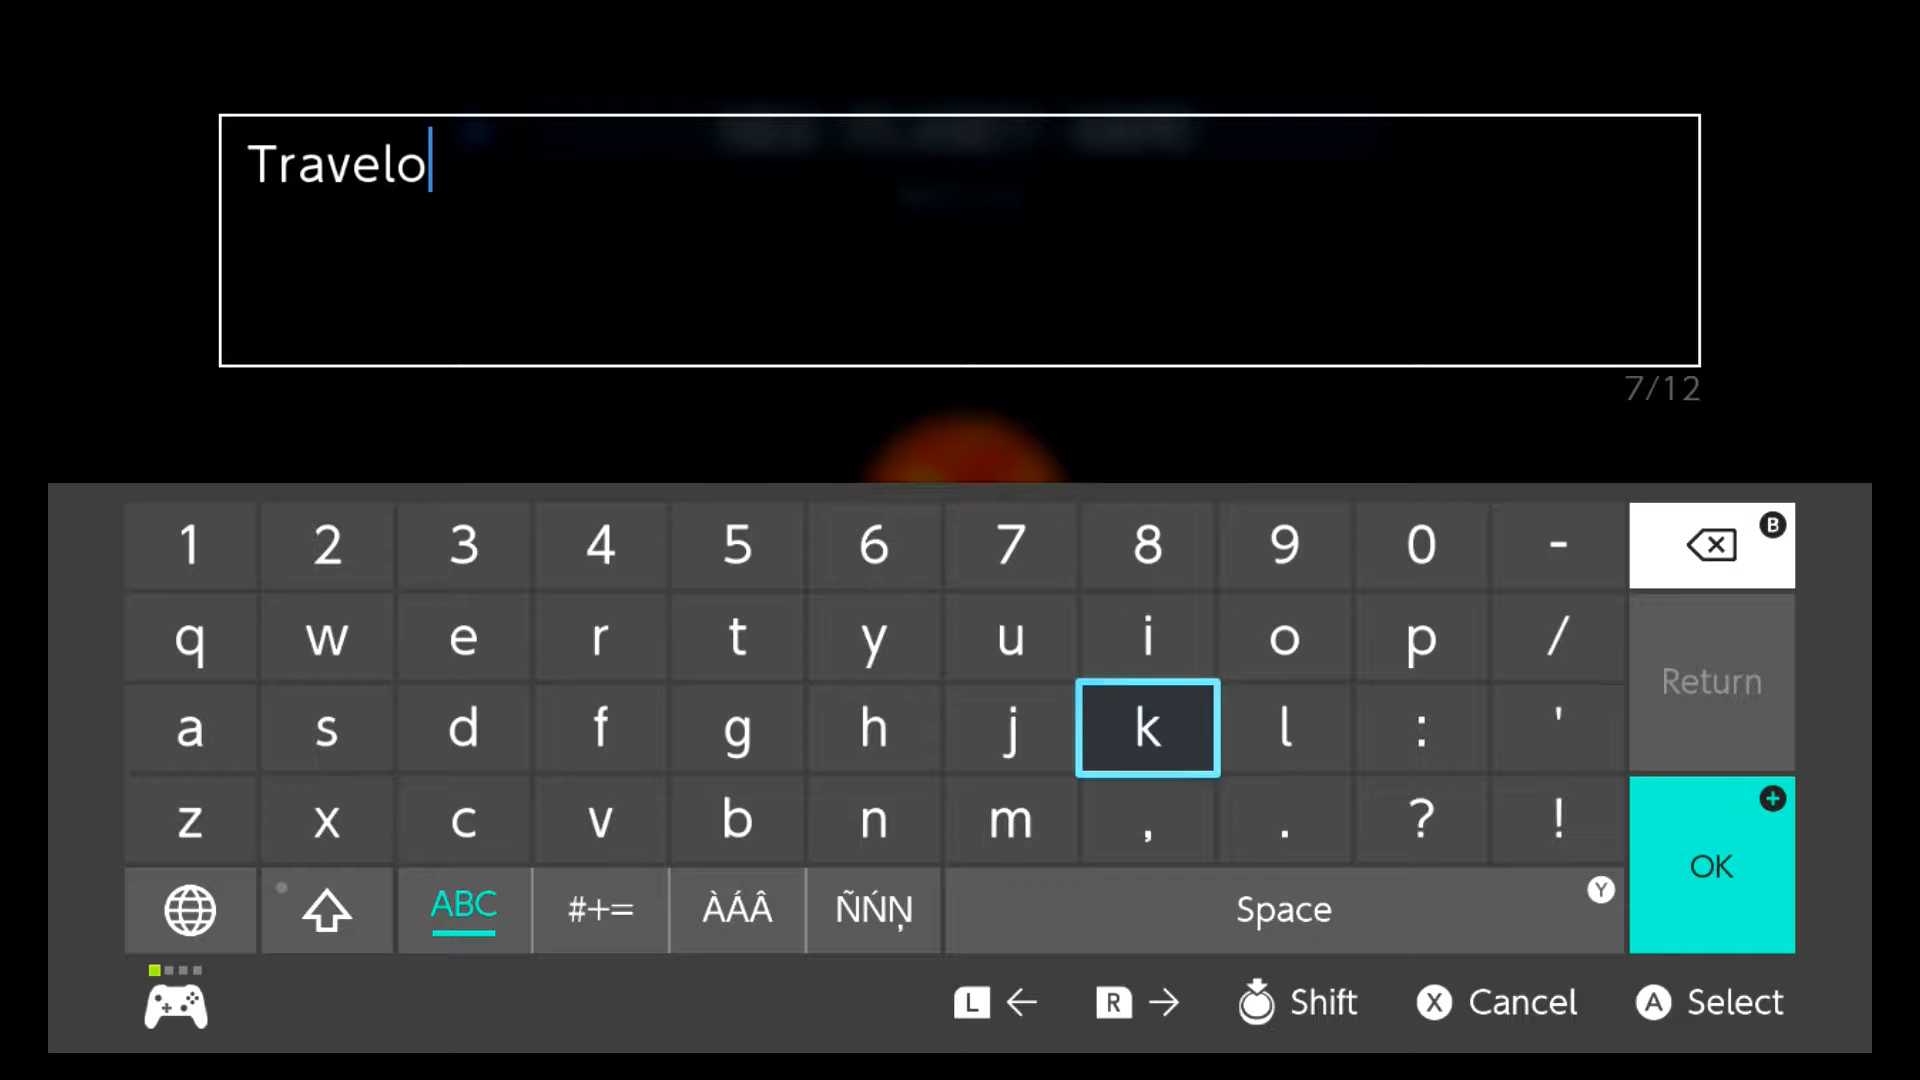 Travelo
7/12
1 2 3 4 5 6 7 8 9 0 - B
q w e r t y u i o p / Return
a s d f g h j k l : '
z x c v b n m , . ? ! OK +
ABC #+= ÀÁÂ ÑŃŅ Space Y
L ← R → Shift X Cancel A Select